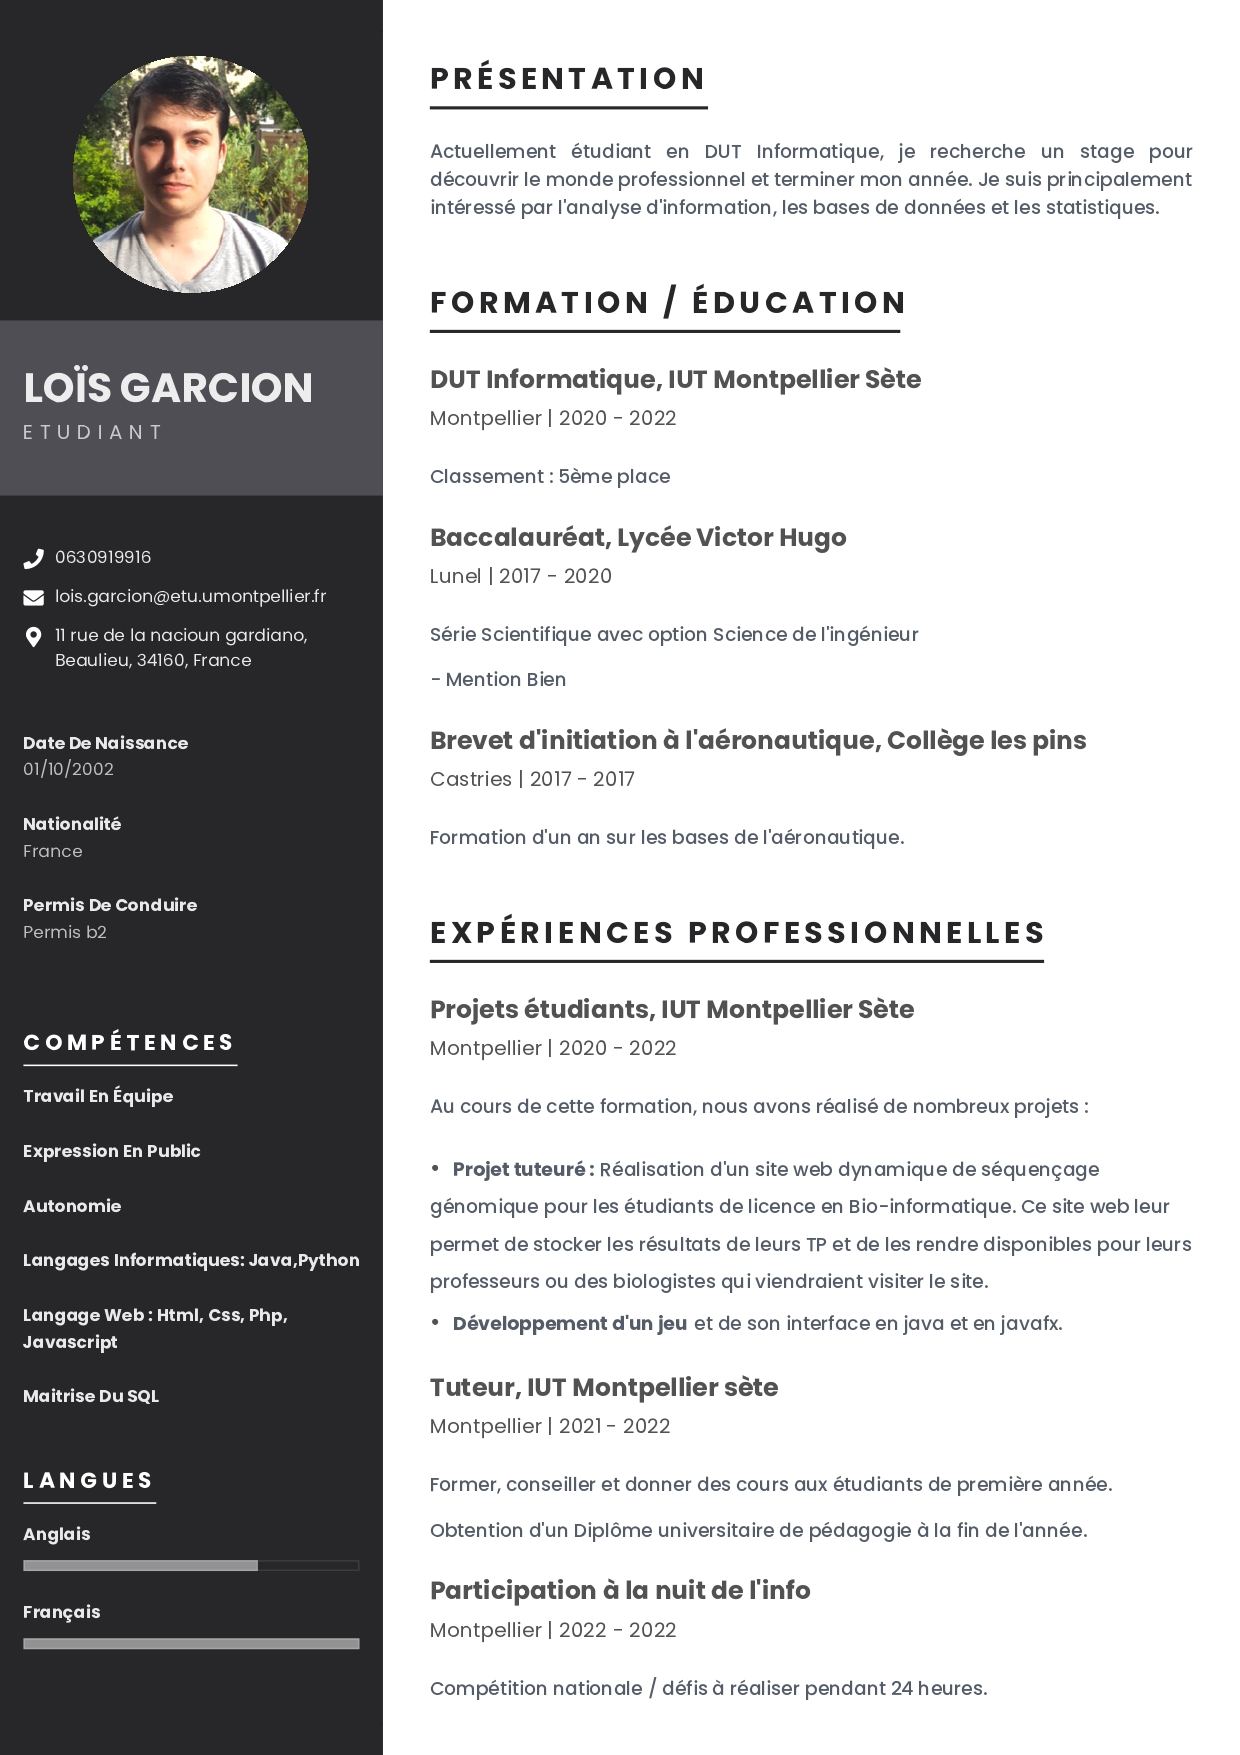 LOÏS GARCION
ETUDIANT
0630919916
lois.garcion@etu.umontpellier.fr
11 rue de la nacioun gardiano,
Beaulieu, 34160, France
Date De Naissance
01/10/2002
Nationalité
France
Permis De Conduire
Permis b2
COMPÉTENCES
Travail En Équipe
Expression En Public
Autonomie
Langages Informatiques: Java,Python
Langage Web : Html, Css, Php,
Javascript
Maitrise Du SQL
LANGUES
Anglais
Français
PRÉSENTATION
Actuellement étudiant en DUT Informatique, je recherche un stage pour
découvrir le monde professionnel et terminer mon année. Je suis principalement
intéressé par l'analyse d'information, les bases de données et les statistiques.
FORMATION / ÉDUCATION
DUT Informatique, IUT Montpellier Sète
Montpellier | 2020 - 2022
Classement : 5ème place
Baccalauréat, Lycée Victor Hugo
Lunel | 2017 - 2020
Série Scientifique avec option Science de l'ingénieur
- Mention Bien
Brevet d'initiation à l'aéronautique, Collège les pins
Castries | 2017 - 2017
Formation d'un an sur les bases de l'aéronautique.
EXPÉRIENCES PROFESSIONNELLES
Projets étudiants, IUT Montpellier Sète
Montpellier | 2020 - 2022
Au cours de cette formation, nous avons réalisé de nombreux projets :
• Projet tuteuré : Réalisation d'un site web dynamique de séquençage
génomique pour les étudiants de licence en Bio-informatique. Ce site web leur
permet de stocker les résultats de leurs TP et de les rendre disponibles pour leurs
professeurs ou des biologistes qui viendraient visiter le site.
• Développement d'un jeu et de son interface en java et en javafx.
Tuteur, IUT Montpellier sète
Montpellier | 2021 - 2022
Former, conseiller et donner des cours aux étudiants de première année.
Obtention d'un Diplôme universitaire de pédagogie à la fin de l'année.
Participation à la nuit de l'info
Montpellier | 2022 - 2022
Compétition nationale / défis à réaliser pendant 24 heures.